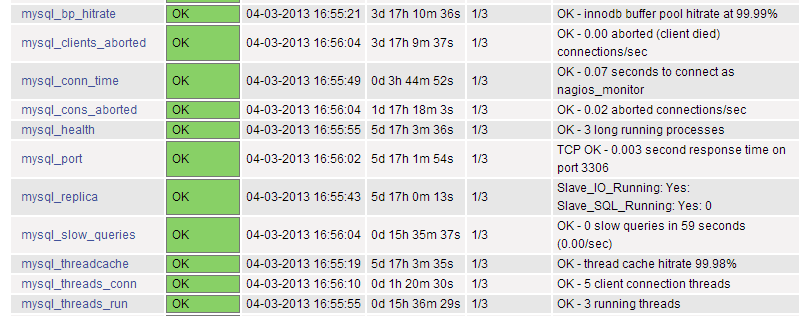 mysql_bp_hitrate OK 04-03-2013 16:55:21 3d 17h 10m 36s 1/3 OK - innodb buffer pool hitrate at 99.99%
mysql_clients_aborted OK 04-03-2013 16:56:04 3d 17h 9m 37s 1/3 OK - 0.00 aborted (client died)
connections/sec
mysql_conn_time OK 04-03-2013 16:55:49 0d 3h 44m 52s 1/3 OK - 0.07 seconds to connect as
nagios_monitor
mysql_cons_aborted OK 04-03-2013 16:56:04 1d 17h 18m 3s 1/3 OK - 0.02 aborted connections/sec
mysql_health OK 04-03-2013 16:55:55 5d 17h 3m 36s 1/3 OK - 3 long running processes
mysql_port OK 04-03-2013 16:56:02 5d 17h 1m 54s 1/3 TCP OK - 0.003 second response time on
port 3306
mysql_replica OK 04-03-2013 16:55:43 5d 17h 0m 13s 1/3 Slave_IO_Running: Yes:
Slave_SQL_Running: Yes: 0
mysql_slow_queries OK 04-03-2013 16:56:04 0d 15h 35m 37s 1/3 OK - 0 slow queries in 59 seconds
(0.00/sec)
mysql_threadcache OK 04-03-2013 16:55:19 5d 17h 3m 35s 1/3 OK - thread cache hitrate 99.98%
mysql_threads_conn OK 04-03-2013 16:56:10 0d 1h 20m 30s 1/3 OK - 5 client connection threads
mysql_threads_run OK 04-03-2013 16:55:55 0d 15h 36m 29s 1/3 OK - 3 running threads